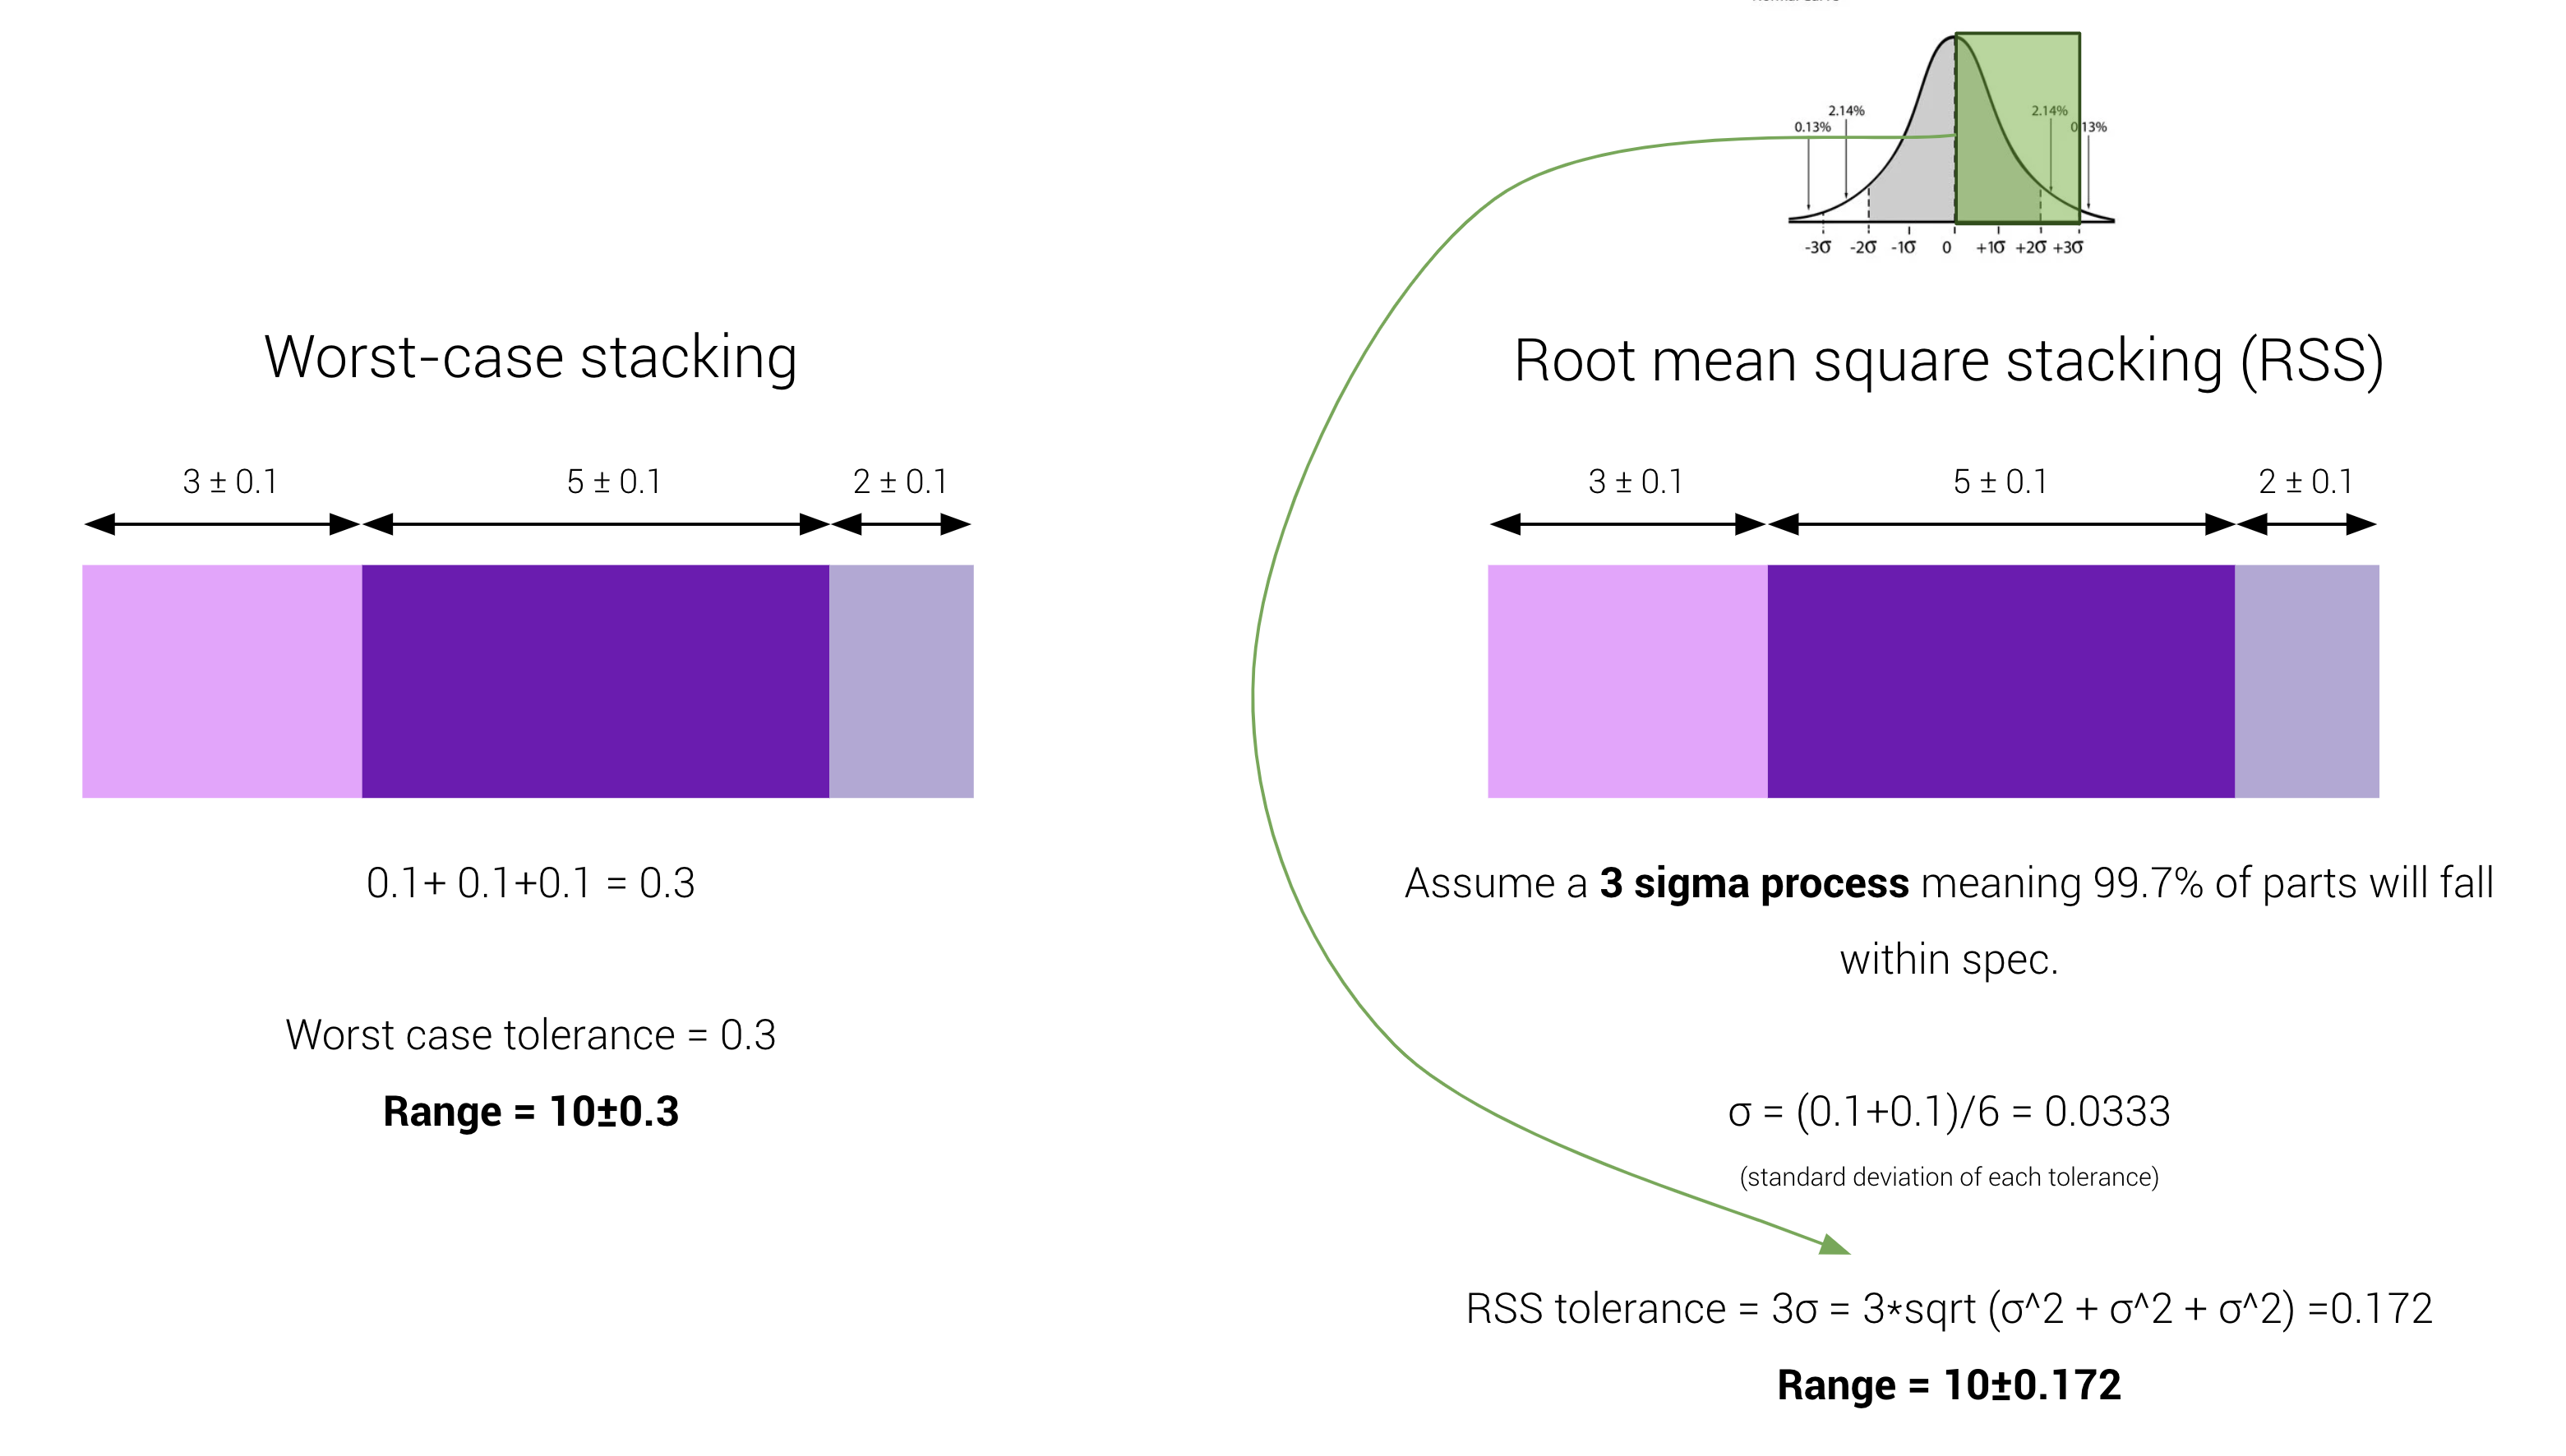 2.14%
0.13%
2.14%
0.13%
-3σ -2σ -1σ 0 +1σ +2σ +3σ
Worst-case stacking
3 ± 0.1 5 ± 0.1 2 ± 0.1
0.1+ 0.1+0.1 = 0.3
Worst case tolerance = 0.3
Range = 10±0.3
Root mean square stacking (RSS)
3 ± 0.1 5 ± 0.1 2 ± 0.1
Assume a 3 sigma process meaning 99.7% of parts will fall
within spec.
σ = (0.1+0.1)/6 = 0.0333
(standard deviation of each tolerance)
RSS tolerance = 3σ = 3*sqrt (σ^2 + σ^2 + σ^2) =0.172
Range = 10±0.172